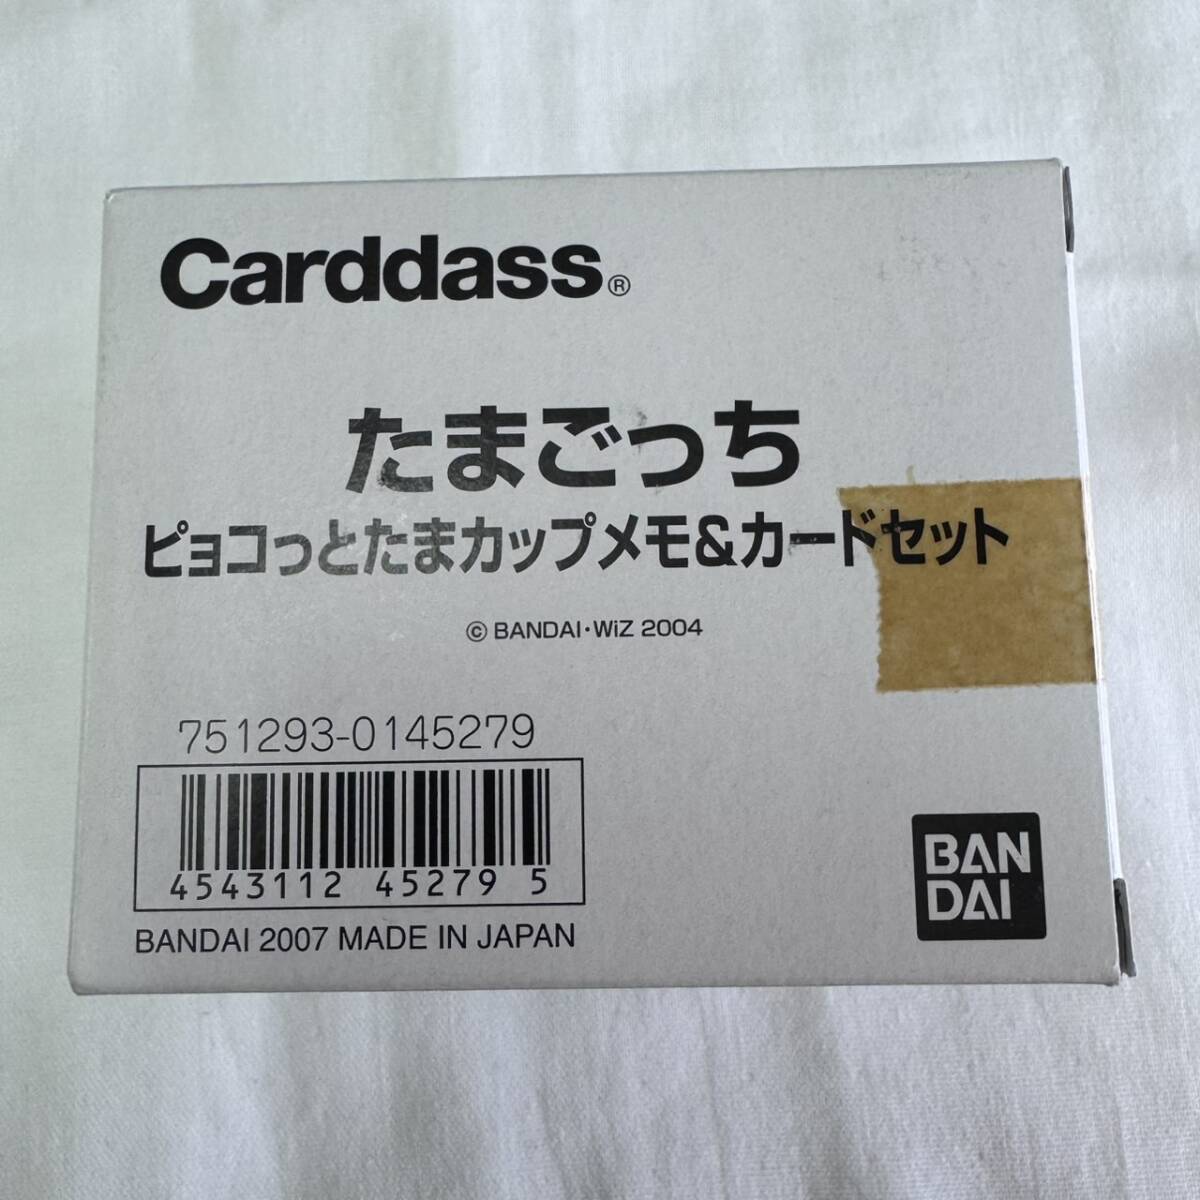 Carddass®
たまごっち
ピョコっとたまカップメモ&カードセット
© BANDAI・WiZ 2004
751293-0145279
4543112 45279 5
BANDAI 2007 MADE IN JAPAN
BAN
DAI